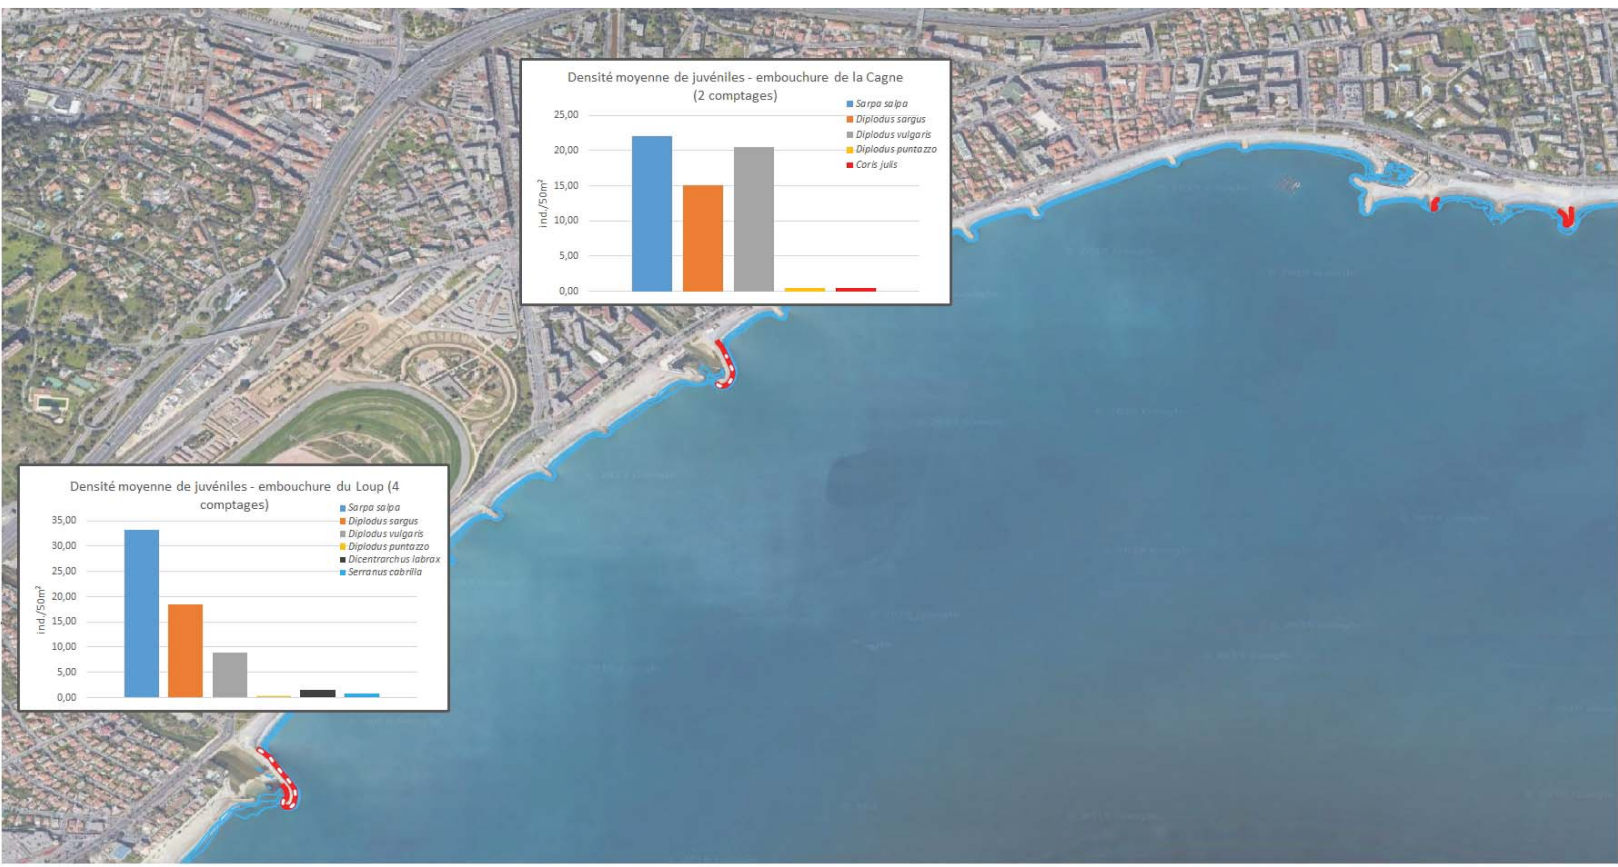 Densité moyenne de juvéniles - embouchure de la Cagne
(2 comptages)
Sarpa salpa
Diplodus sargus
Diplodus vulgaris
Diplodus puntazzo
Coris julis
25,00
20,00
15,00
10,00
5,00
0,00
ind./50m²
Densité moyenne de juvéniles - embouchure du Loup (4
comptages)
Sarpa salpa
Diplodus sargus
Diplodus vulgaris
Diplodus puntazzo
Dicentrarchus labrax
Serranus cabrilla
35,00
30,00
25,00
20,00
15,00
10,00
5,00
0,00
ind./50m²